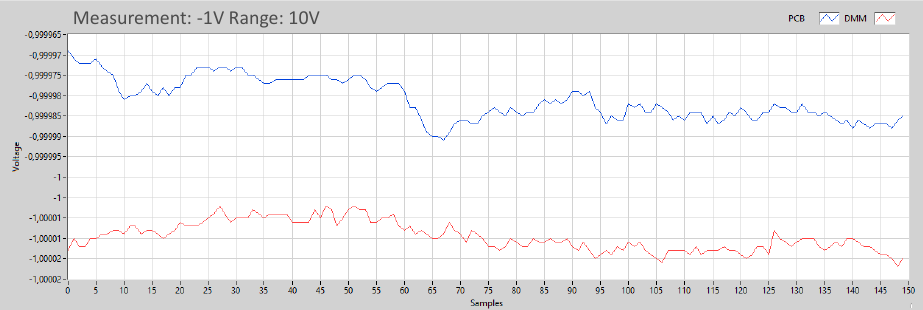 Measurement: -1V Range: 10V
PCB DMM
-0,999965
-0,99997
-0,999975
-0,99998
-0,999985
-0,99999
-0,999995
-1
-1
-1,00001
-1,00001
-1,00002
-1,00002
Voltage
0 5 10 15 20 25 30 35 40 45 50 55 60 65 70 75 80 85 90 95 100 105 110 115 120 125 130 135 140 145 150
Samples